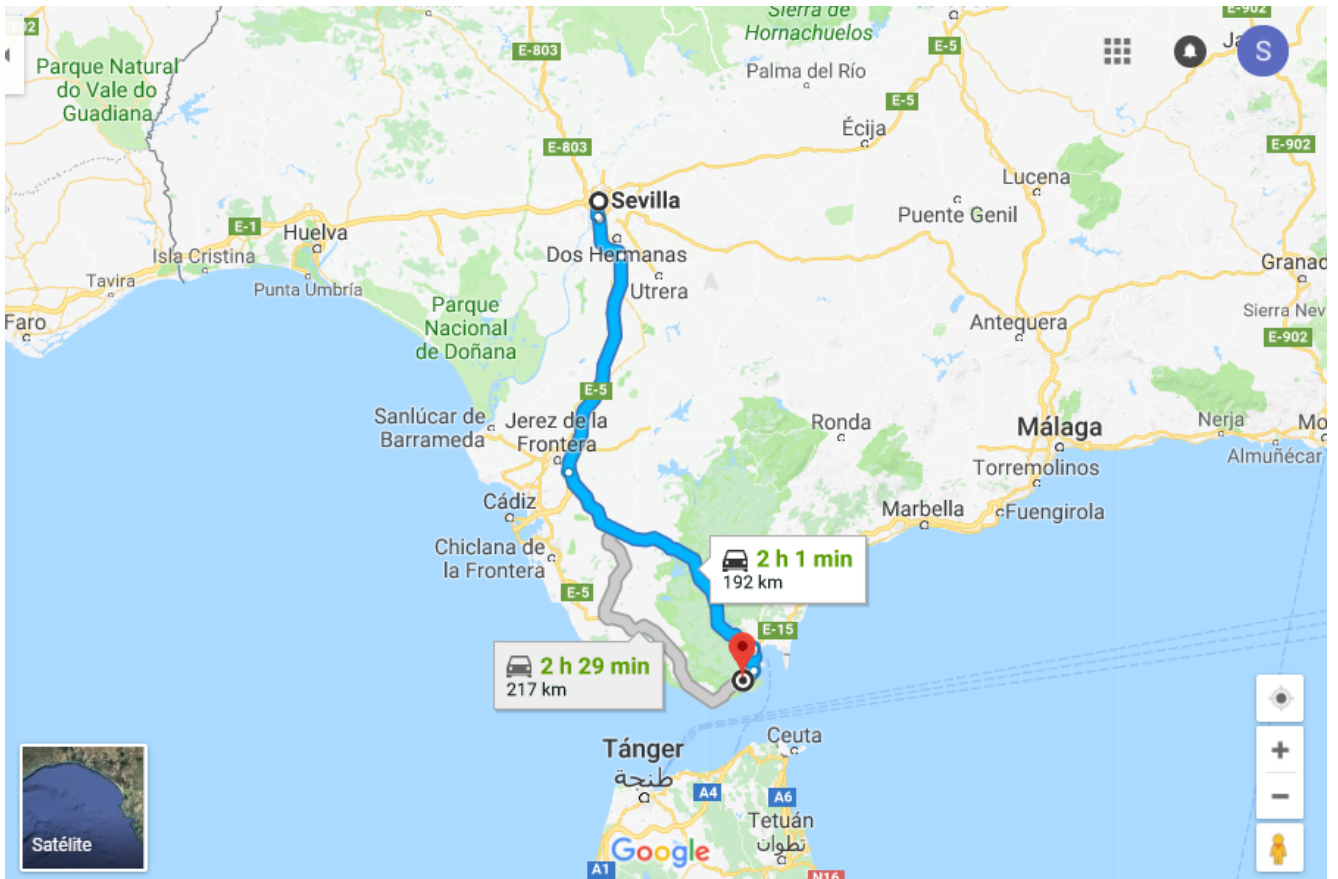 Sierra de
Hornachuelos
E-902
E-803
E-5
Ja
S
Parque Natural
do Vale do
Guadiana
Palma del Río
E-5
Écija
E-803
E-902
Lucena
Sevilla
Puente Genil
E-1
Huelva
Isla Cristina
Dos Hermanas
Granad
Tavira
Punta Umbría
Utrera
Parque
Nacional
de Doñana
Sierra Nev
Faro
Antequera
E-902
E-5
Sanlúcar de
Barrameda
Jerez de la
Frontera
Ronda
Málaga
Nerja
Mo
Almuñécar
Torremolinos
Cádiz
Marbella
Fuengirola
Chiclana de
la Frontera
2 h 1 min
192 km
E-5
E-15
2 h 29 min
217 km
Tánger
طنجة
Ceuta
A4
A6
Tetuán
تطوان
Satélite
Google
A1
N16